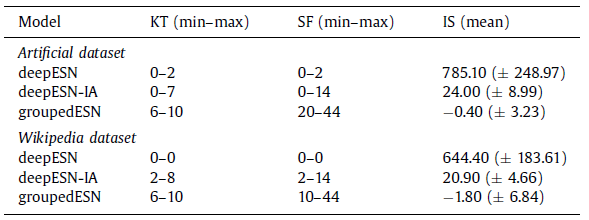 Model KT (min–max) SF (min–max) IS (mean)
Artificial dataset
deepESN 0–2 0–2 785.10 (± 248.97)
deepESN-IA 0–7 0–14 24.00 (± 8.99)
groupedESN 6–10 20–44 −0.40 (± 3.23)
Wikipedia dataset
deepESN 0–0 0–0 644.40 (± 183.61)
deepESN-IA 2–8 2–14 20.90 (± 4.66)
groupedESN 6–10 10–44 −1.80 (± 6.84)